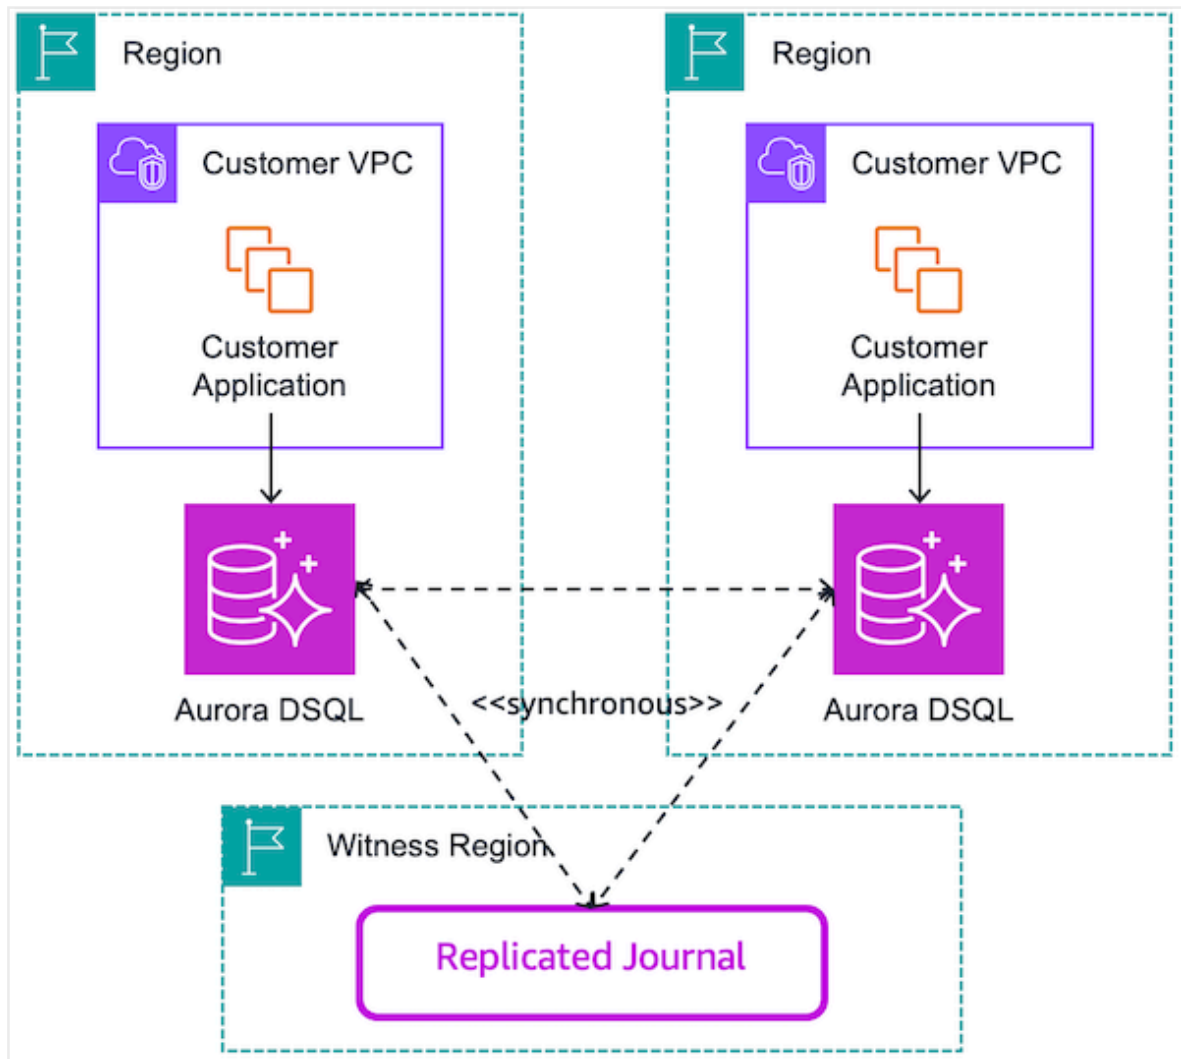 Region
Customer VPC
Customer
Application
Aurora DSQL
Region
Customer VPC
Customer
Application
Aurora DSQL
<<synchronous>>
Witness Region
Replicated Journal